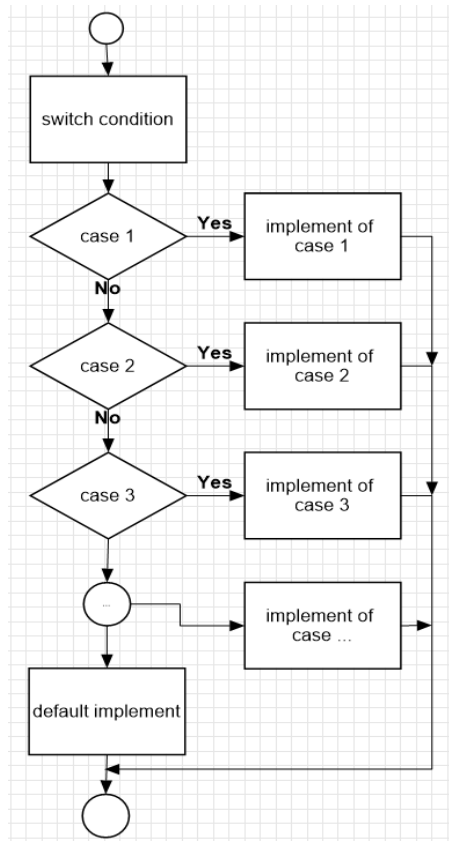 switch condition
case 1
Yes
implement of
case 1
No
case 2
Yes
implement of
case 2
No
case 3
Yes
implement of
case 3
...
implement of
case ...
default implement